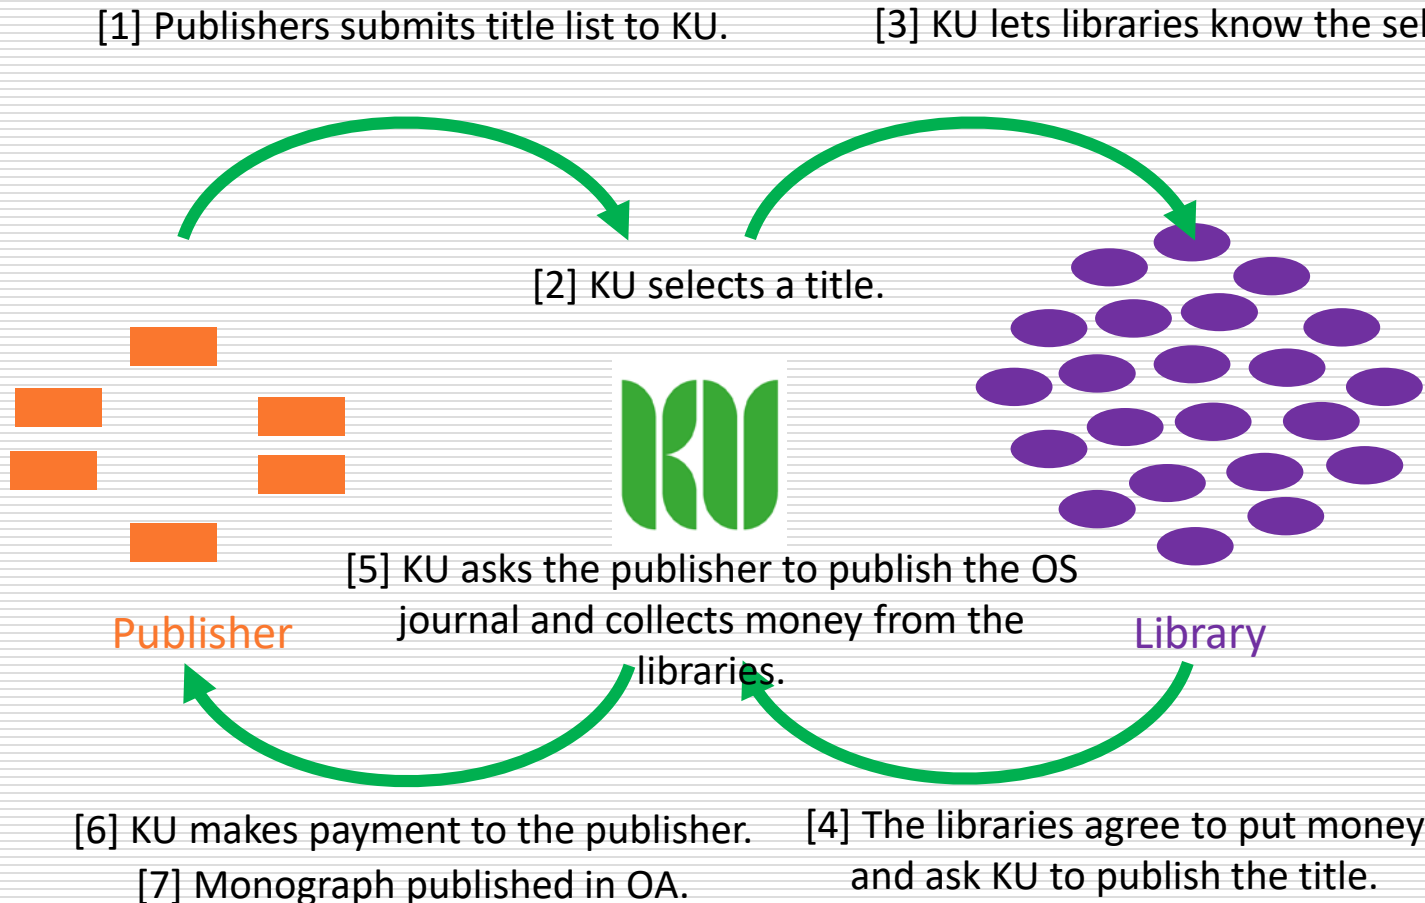 [1] Publishers submits title list to KU.
[3] KU lets libraries know the
[2] KU selects a title.
KU
[5] KU asks the publisher to publish the OS
journal and collects money from the
libraries.
Publisher
Library
[6] KU makes payment to the publisher.
[7] Monograph published in OA.
[4] The libraries agree to put money
and ask KU to publish the title.